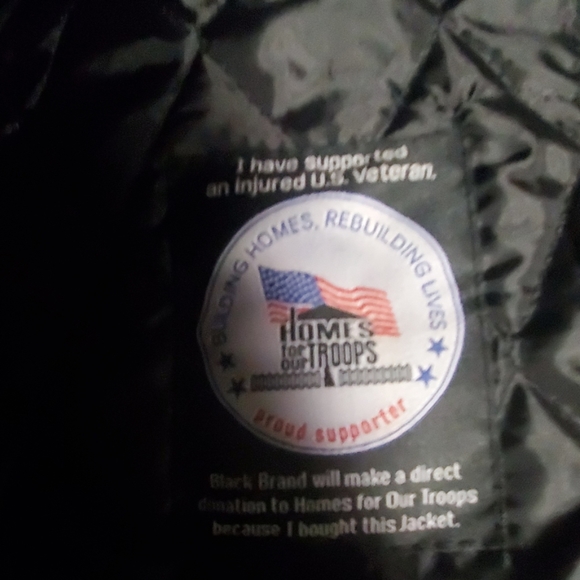 I have supported
an injured U.S. Veteran.
BUILDING HOMES, REBUILDING LIVES
HOMES
for
our TROOPS
proud supporter
Black Brand will make a direct
donation to Homes for Our Troops
because I bought this Jacket.